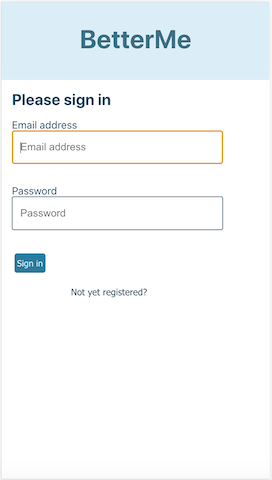 BetterMe
Please sign in
Email address
Email address
Password
Password
Sign in
Not yet registered?